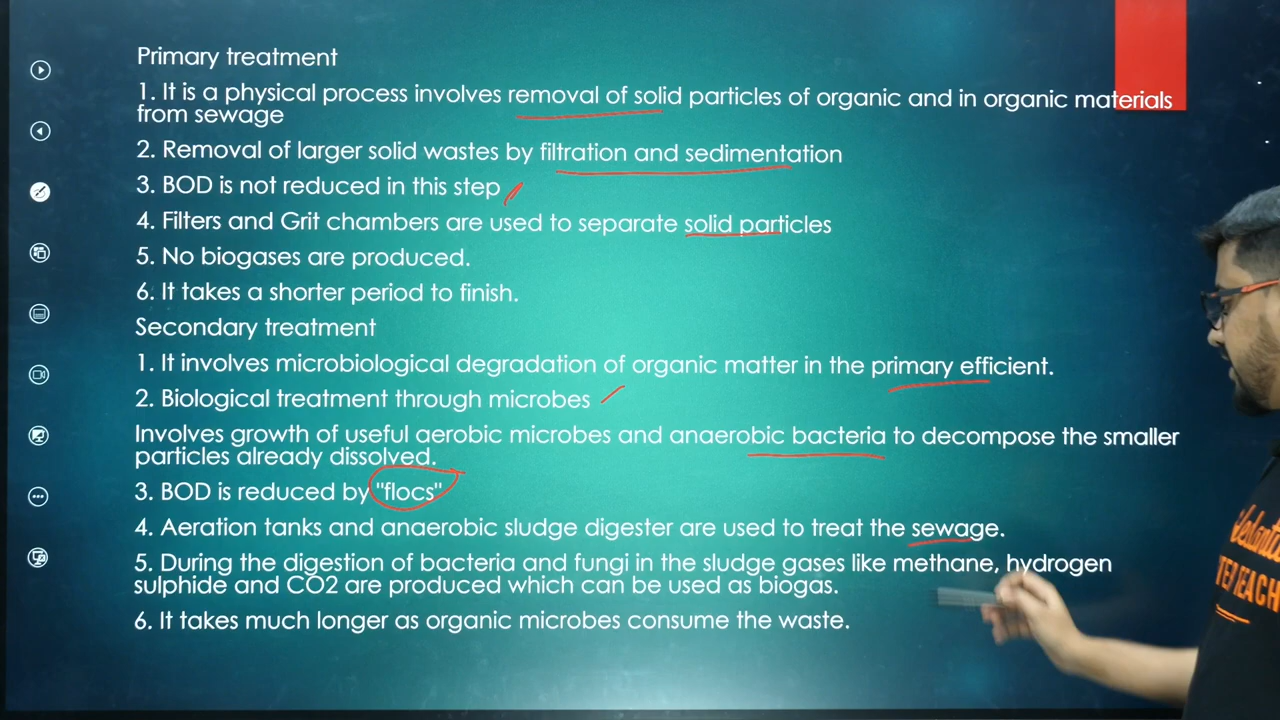 Primary treatment
1. It is a physical process involves removal of solid particles of organic and in organic materials
from sewage
2. Removal of larger solid wastes by filtration and sedimentation
3. BOD is not reduced in this step
4. Filters and Grit chambers are used to separate solid particles
5. No biogases are produced.
6. It takes a shorter period to finish.
Secondary treatment
1. It involves microbiological degradation of organic matter in the primary efficient.
2. Biological treatment through microbes
Involves growth of useful aerobic microbes and anaerobic bacteria to decompose the smaller
particles already dissolved.
3. BOD is reduced by "flocs"
4. Aeration tanks and anaerobic sludge digester are used to treat the sewage.
5. During the digestion of bacteria and fungi in the sludge gases like methane, hydrogen
sulphide and CO2 are produced which can be used as biogas.
6. It takes much longer as organic microbes consume the waste.